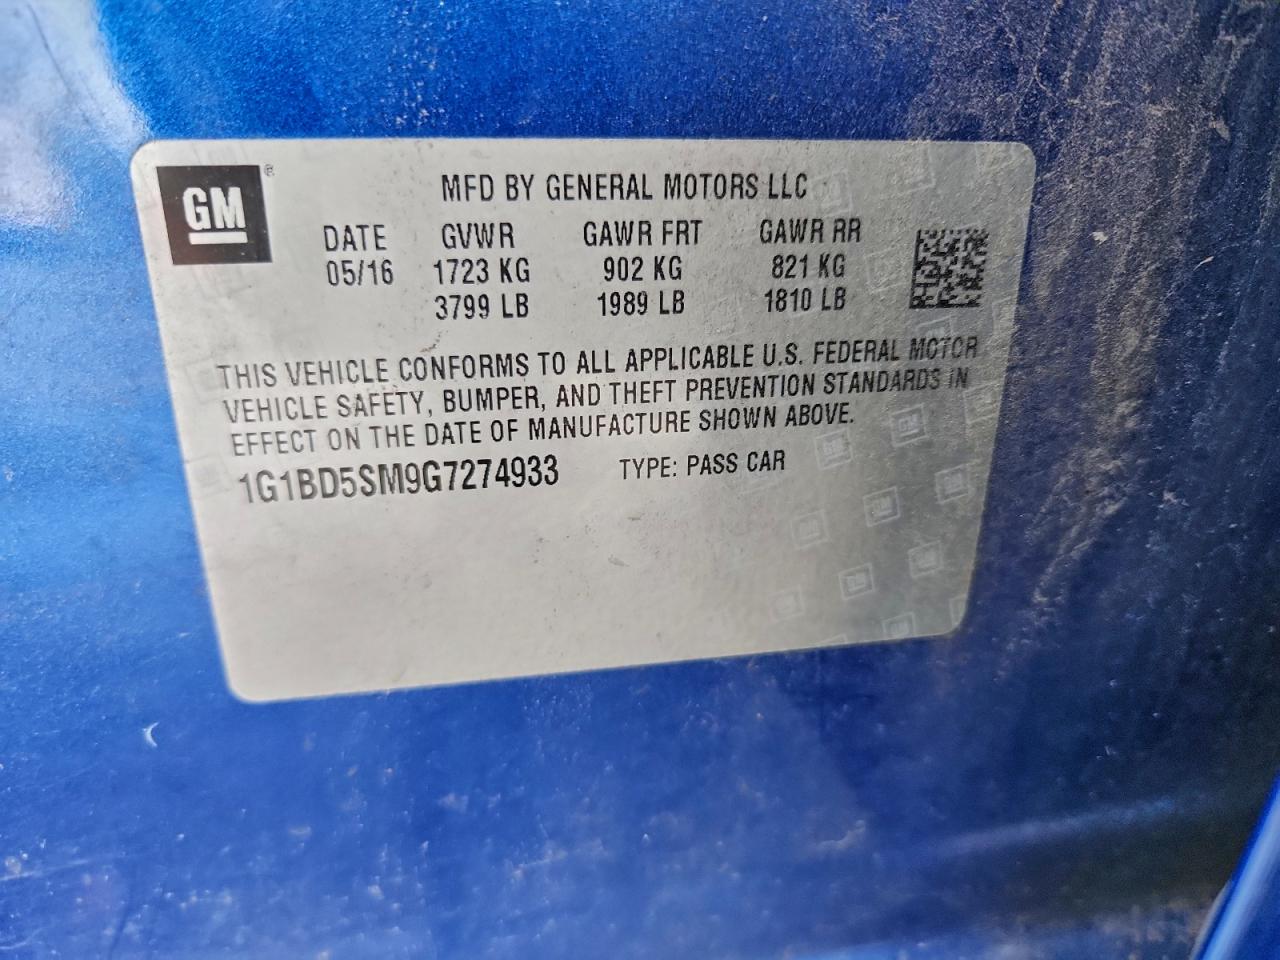 GM®
MFD BY GENERAL MOTORS LLC
DATE GVWR GAWR FRT GAWR RR
05/16 1723 KG 902 KG 821 KG
3799 LB 1989 LB 1810 LB
THIS VEHICLE CONFORMS TO ALL APPLICABLE U.S. FEDERAL MOTOR
VEHICLE SAFETY, BUMPER, AND THEFT PREVENTION STANDARDS IN
EFFECT ON THE DATE OF MANUFACTURE SHOWN ABOVE.
1G1BD5SM9G7274933 TYPE: PASS CAR